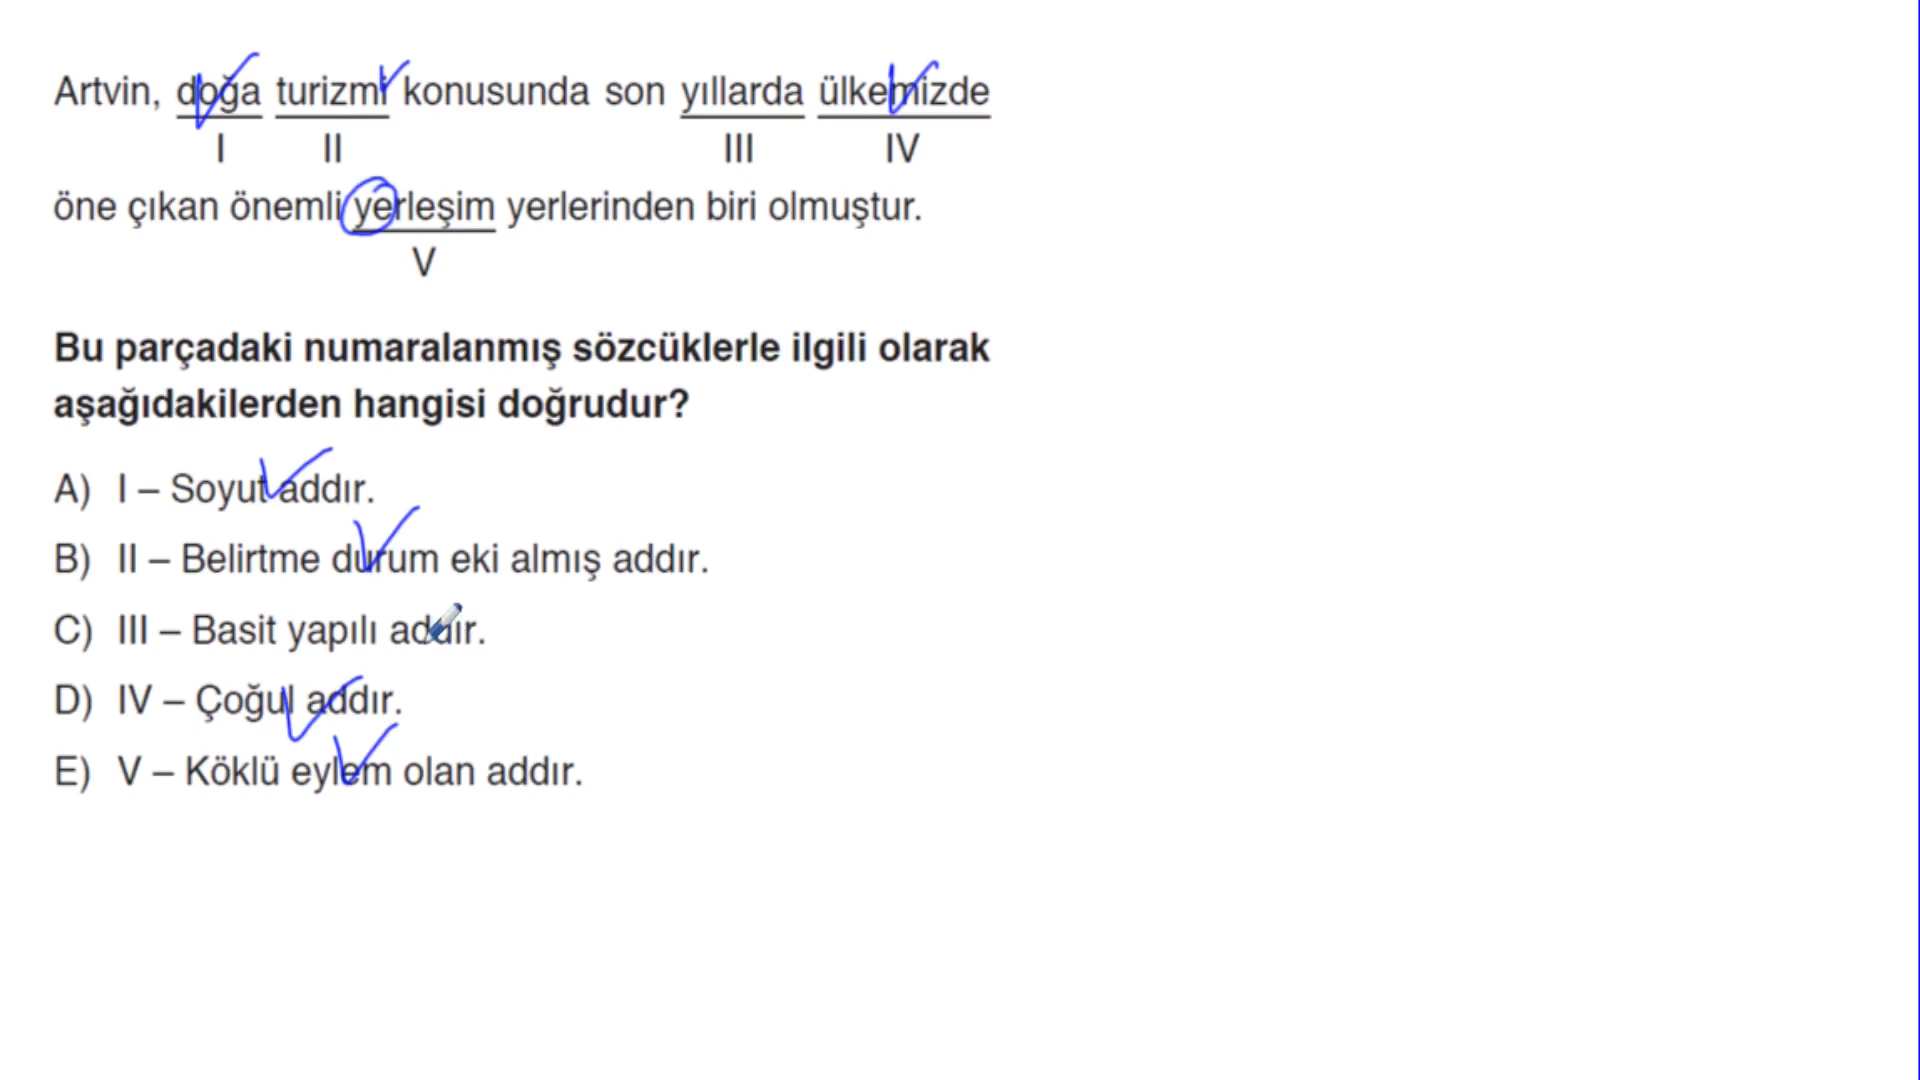 Artvin, doğa turizmi konusunda son yıllarda ülkemizde
I II III IV
öne çıkan önemli yerleşim yerlerinden biri olmuştur.
V
Bu parçadaki numaralanmış sözcüklerle ilgili olarak
aşağıdakilerden hangisi doğrudur?
A) I – Soyut addır.
B) II – Belirtme durum eki almış addır.
C) III – Basit yapılı addır.
D) IV – Çoğul addır.
E) V – Köklü eylem olan addır.